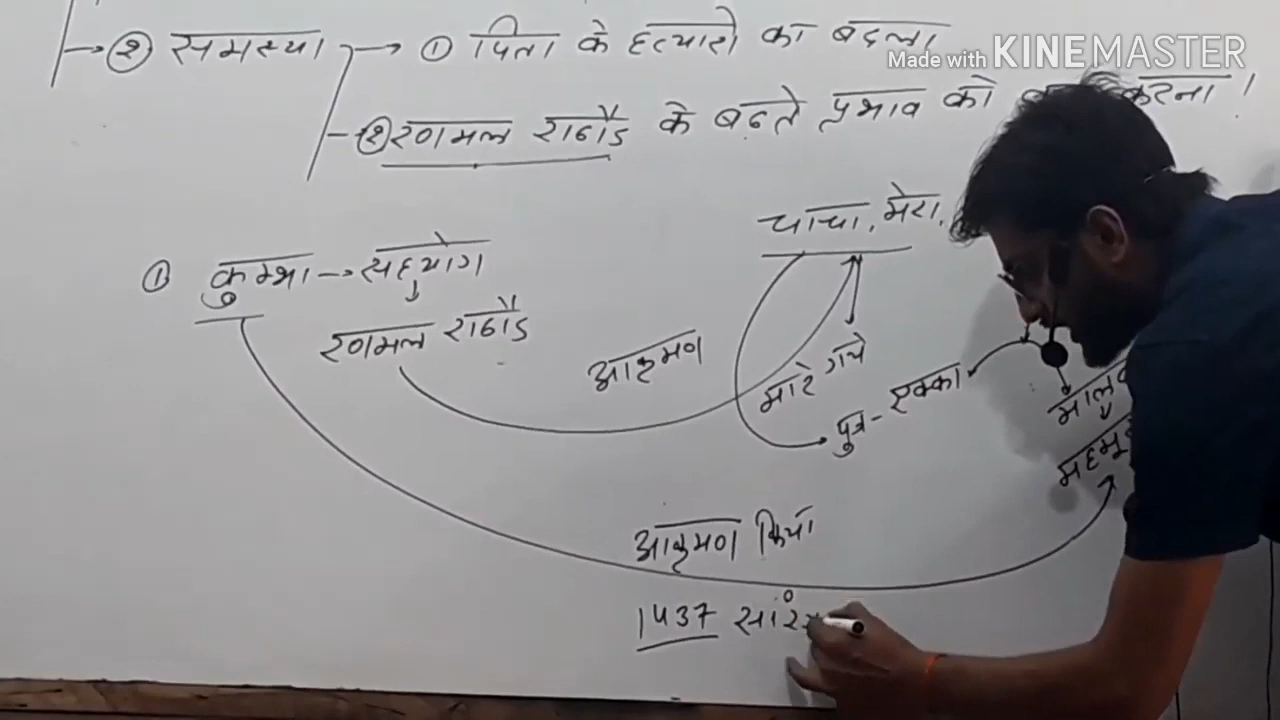 → ② समस्या → ① पिता के हत्यारो का बदला
Made with KINEMASTER
② रणमल राठौड़ के बढते प्रभाव को करना ।
चाचा, मेरा,
① कुम्भा → सहयोग
रणमल राठौड़
आक्रमण
मारे गये
पुत्र - एक्का
आक्रमण किया
1437